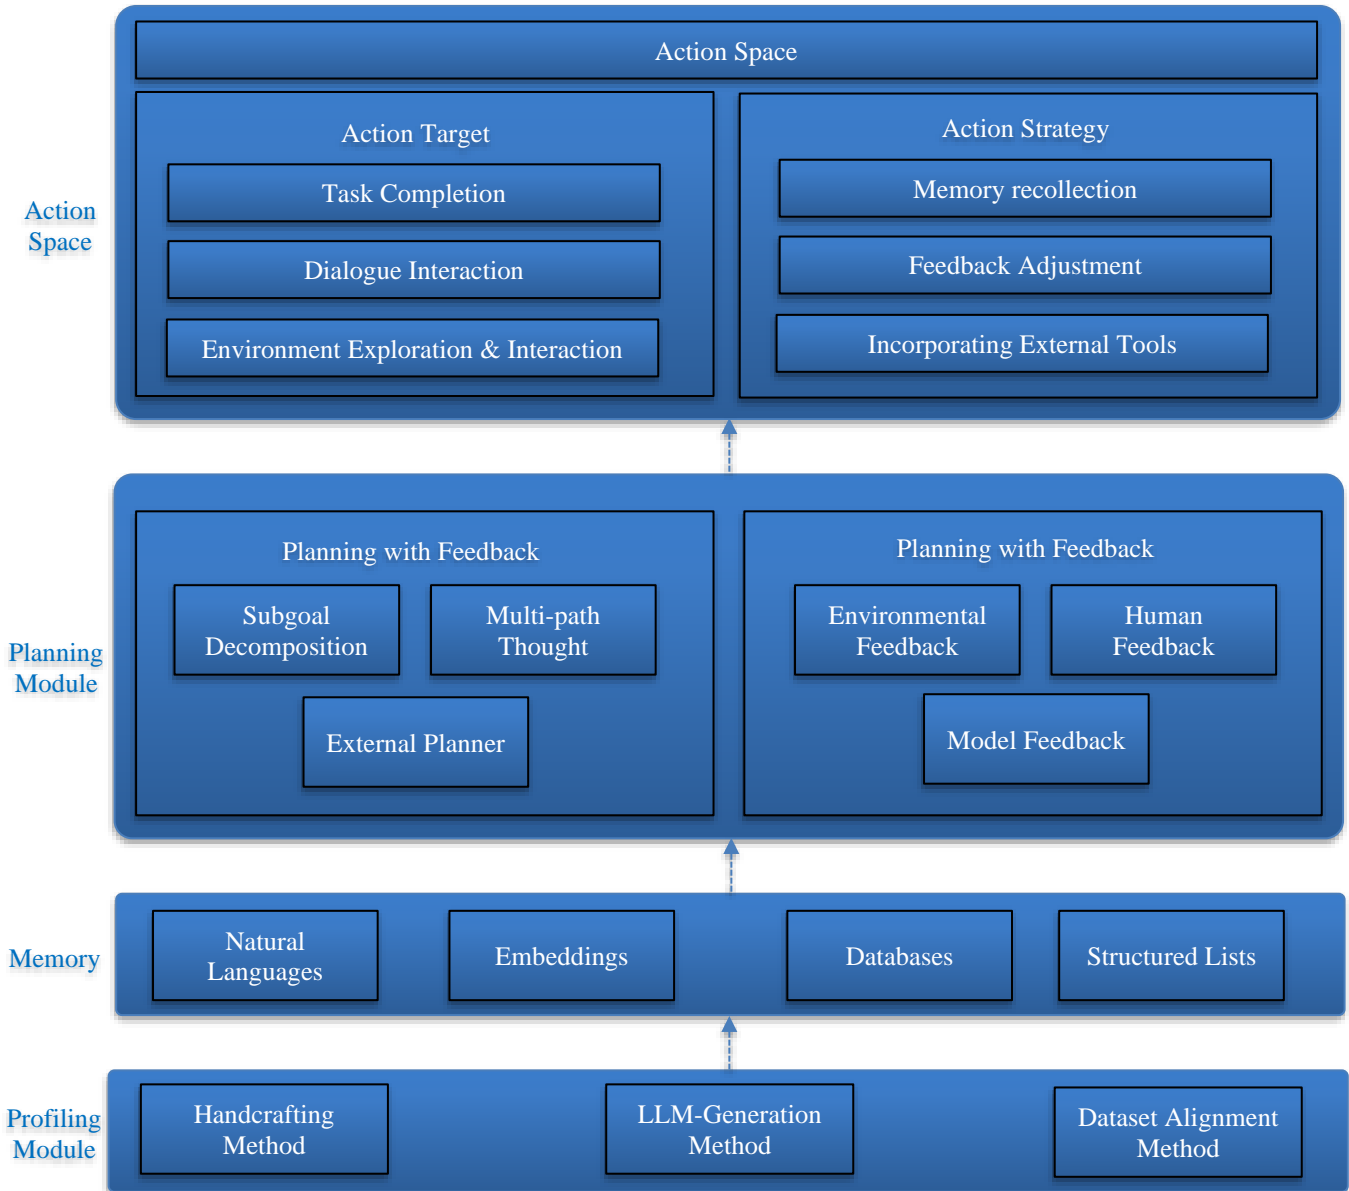 Action Space
Action
Space
Action Target
Task Completion
Dialogue Interaction
Environment Exploration & Interaction
Action Strategy
Memory recollection
Feedback Adjustment
Incorporating External Tools
Planning
Module
Planning with Feedback
Subgoal
Decomposition
Multi-path
Thought
External Planner
Planning with Feedback
Environmental
Feedback
Human
Feedback
Model Feedback
Memory
Natural
Languages
Embeddings
Databases
Structured Lists
Profiling
Module
Handcrafting
Method
LLM-Generation
Method
Dataset Alignment
Method